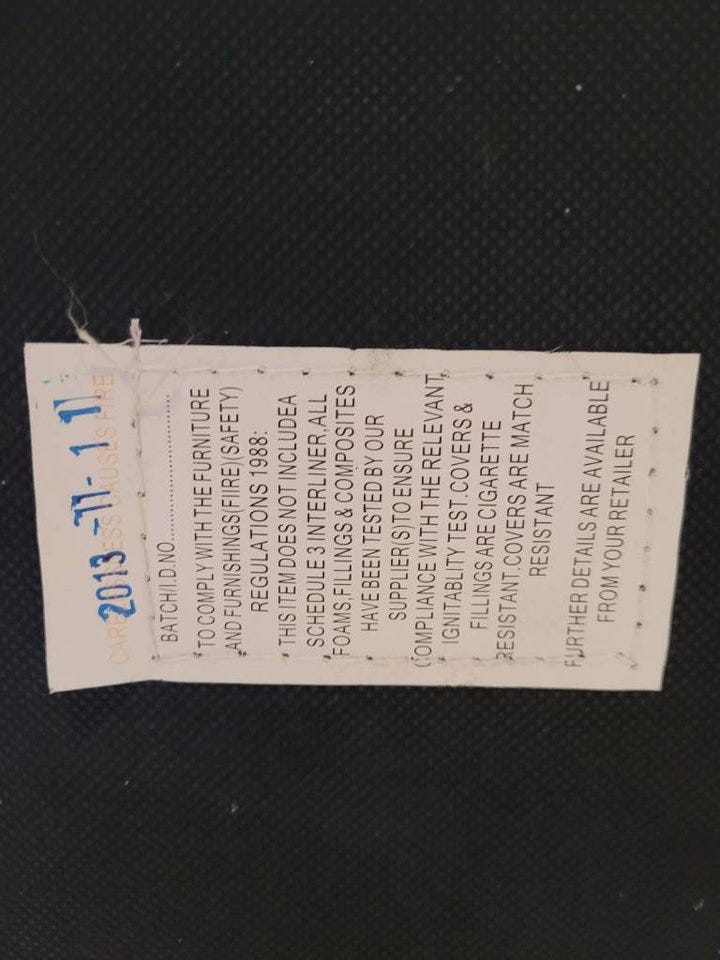 CARELESSNESS CAUSES FIRE
2013-11-11
BATCH/I.D.NO..............................
TO COMPLY WITH THE FURNITURE
AND FURNISHINGS(FIIRE)(SAFETY)
REGULATIONS 1988:
THIS ITEM DOES NOT INCLUDEA
SCHEDULE 3 INTERLINER,ALL
FOAMS,FILLINGS & COMPOSITES
HAVE BEEN TESTED BY OUR
SUPPLIER(S)TO ENSURE
COMPLIANCE WITH THE RELEVANT
IGNITABLITY TEST.COVERS &
FILLINGS ARE CIGARETTE
RESISTANT.COVERS ARE MATCH
RESISTANT
FURTHER DETAILS ARE AVAILABLE
FROM YOUR RETAILER